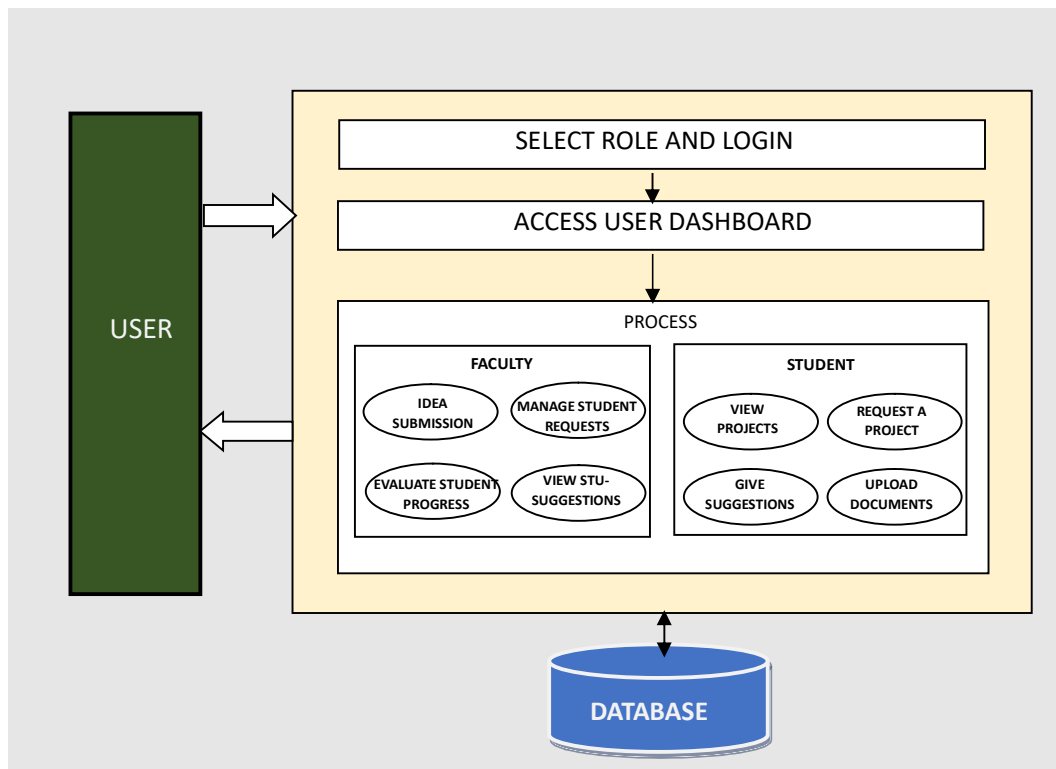 SELECT ROLE AND LOGIN
ACCESS USER DASHBOARD
USER
PROCESS
FACULTY
IDEA
SUBMISSION
MANAGE STUDENT
REQUESTS
EVALUATE STUDENT
PROGRESS
VIEW STU-
SUGGESTIONS
STUDENT
VIEW
PROJECTS
REQUEST A
PROJECT
GIVE
SUGGESTIONS
UPLOAD
DOCUMENTS
DATABASE